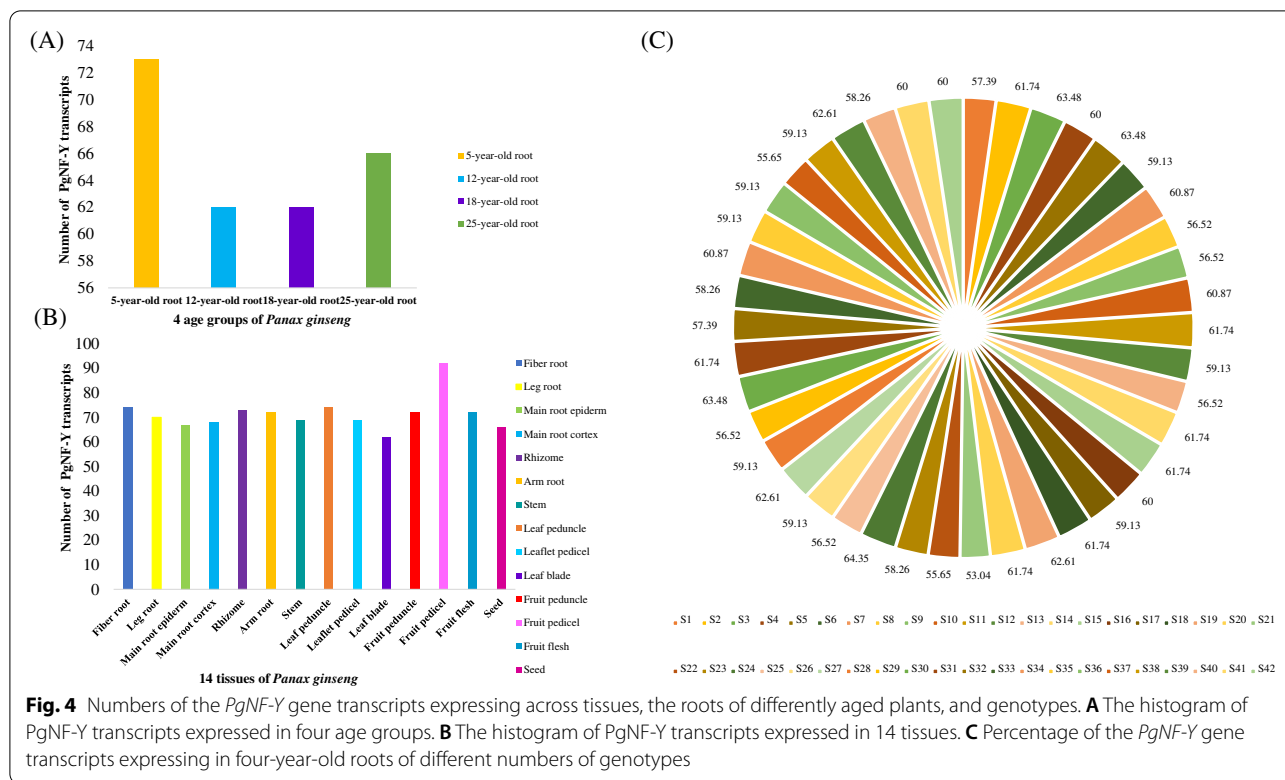 (A)
Number of PgNF-Y transcripts
74
72
70
68
66
64
62
60
58
56
5-year-old root 12-year-old root 18-year-old root 25-year-old root
4 age groups of Panax ginseng
5-year-old root
12-year-old root
18-year-old root
25-year-old root
(B)
Number of PgNF-Y transcripts
100
90
80
70
60
50
40
30
20
10
0
Fiber root
Leg root
Main root epiderm
Main root cortex
Rhizome
Arm root
Stem
Leaf peduncle
Leaflet pedicel
Leaf blade
Fruit peduncle
Fruit pedicel
Fruit flesh
Seed
14 tissues of Panax ginseng
Fiber root
Leg root
Main root epiderm
Main root cortex
Rhizome
Arm root
Stem
Leaf peduncle
Leaflet pedicel
Leaf blade
Fruit peduncle
Fruit pedicel
Fruit flesh
Seed
(C)
57.39
61.74
63.48
60
63.48
59.13
60.87
56.52
56.52
60.87
61.74
59.13
56.52
61.74
61.74
60
59.13
61.74
62.61
61.74
53.04
55.65
58.26
64.35
56.52
59.13
62.61
59.13
56.52
63.48
61.74
57.39
58.26
60.87
59.13
59.13
55.65
59.13
62.61
58.26
60
60
S1 S2 S3 S4 S5 S6 S7 S8 S9 S10 S11 S12 S13 S14 S15 S16 S17 S18 S19 S20 S21
S22 S23 S24 S25 S26 S27 S28 S29 S30 S31 S32 S33 S34 S35 S36 S37 S38 S39 S40 S41 S42
Fig. 4 Numbers of the PgNF-Y gene transcripts expressing across tissues, the roots of differently aged plants, and genotypes. A The histogram of
PgNF-Y transcripts expressed in four age groups. B The histogram of PgNF-Y transcripts expressed in 14 tissues. C Percentage of the PgNF-Y gene
transcripts expressing in four-year-old roots of different numbers of genotypes